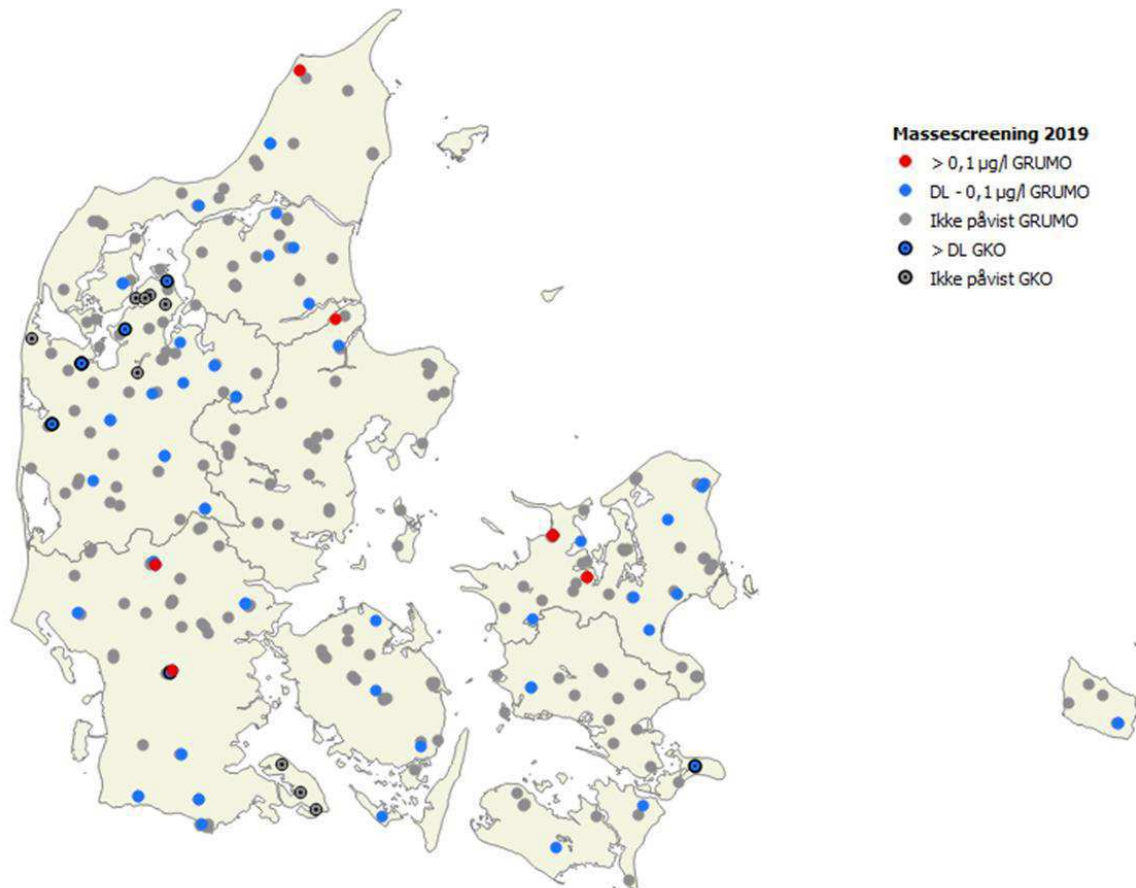 Massescreening 2019
> 0,1 µg/l GRUMO
DL - 0,1 µg/l GRUMO
Ikke påvist GRUMO
> DL GKO
Ikke påvist GKO